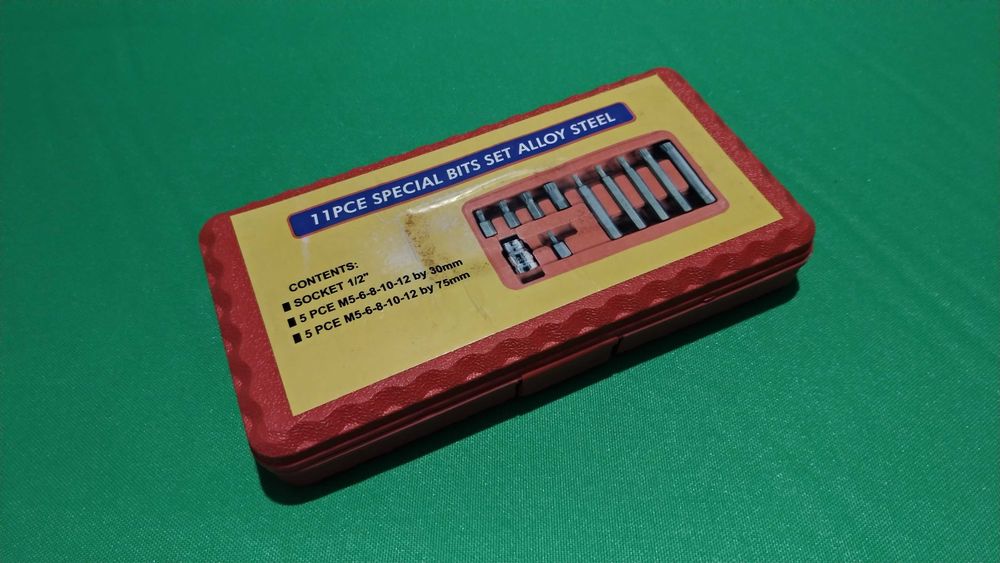 11PCE SPECIAL BITS SET ALLOY STEEL
CONTENTS:
■ SOCKET 1/2"
■ 5 PCE M5-6-8-10-12 by 30mm
■ 5 PCE M5-6-8-10-12 by 75mm